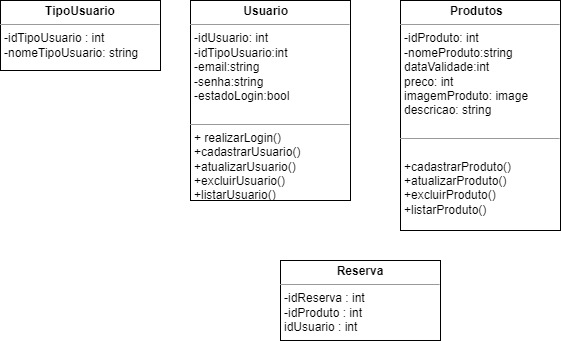 TipoUsuario
-idTipoUsuario : int
-nomeTipoUsuario: string
Usuario
-idUsuario: int
-idTipoUsuario:int
-email:string
-senha:string
-estadoLogin:bool
+ realizarLogin()
+cadastrarUsuario()
+atualizarUsuario()
+excluirUsuario()
+listarUsuario()
Produtos
-idProduto: int
-nomeProduto:string
dataValidade:int
preco: int
imagemProduto: image
descricao: string
+cadastrarProduto()
+atualizarProduto()
+excluirProduto()
+listarProduto()
Reserva
-idReserva : int
-idProduto : int
idUsuario : int